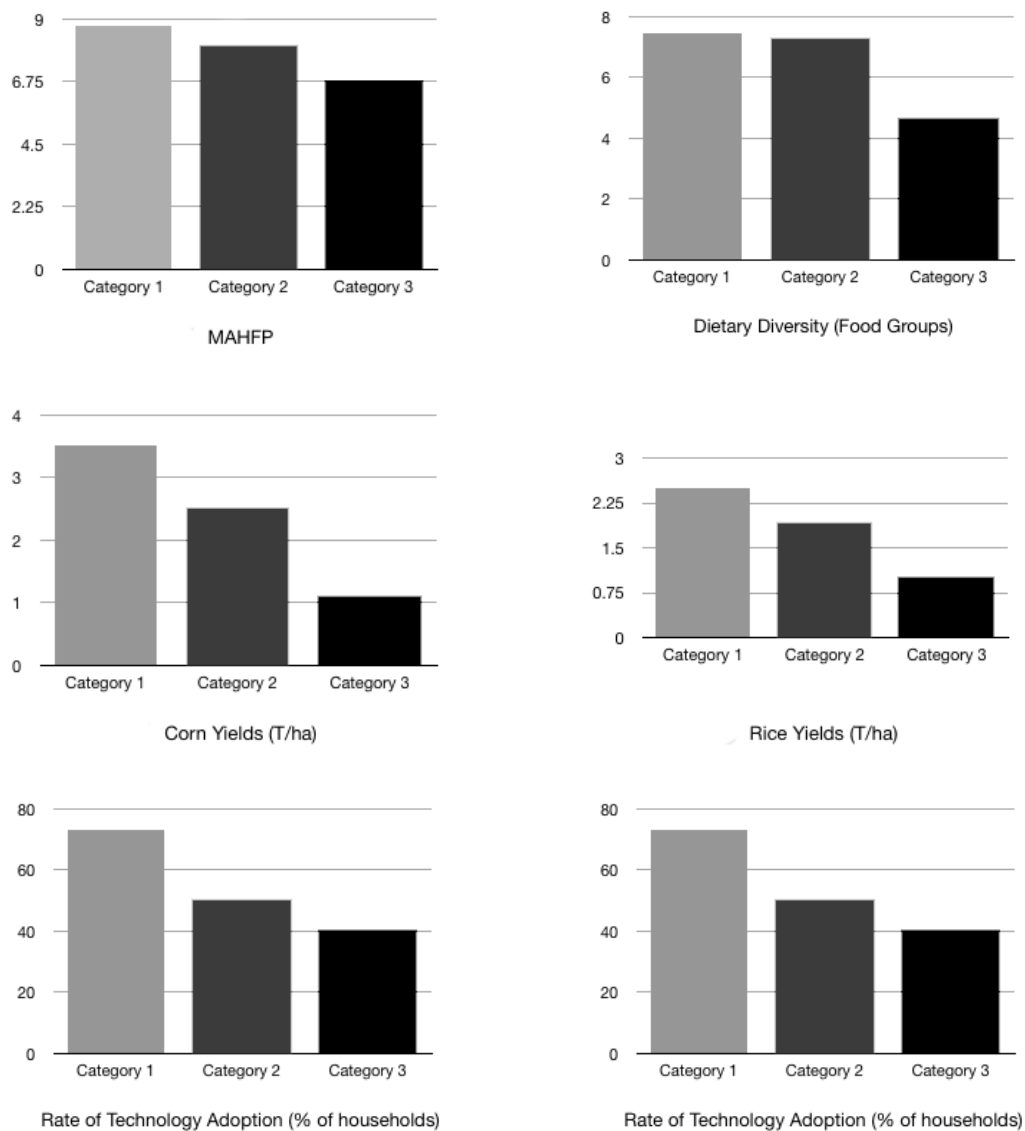 9
6.75
4.5
2.25
0
Category 1 Category 2 Category 3
MAHFP
8
6
4
2
0
Category 1 Category 2 Category 3
Dietary Diversity (Food Groups)
4
3
2
1
0
Category 1 Category 2 Category 3
Corn Yields (T/ha)
3
2.25
1.5
0.75
0
Category 1 Category 2 Category 3
Rice Yields (T/ha)
80
60
40
20
0
Category 1 Category 2 Category 3
Rate of Technology Adoption (% of households)
80
60
40
20
0
Category 1 Category 2 Category 3
Rate of Technology Adoption (% of households)